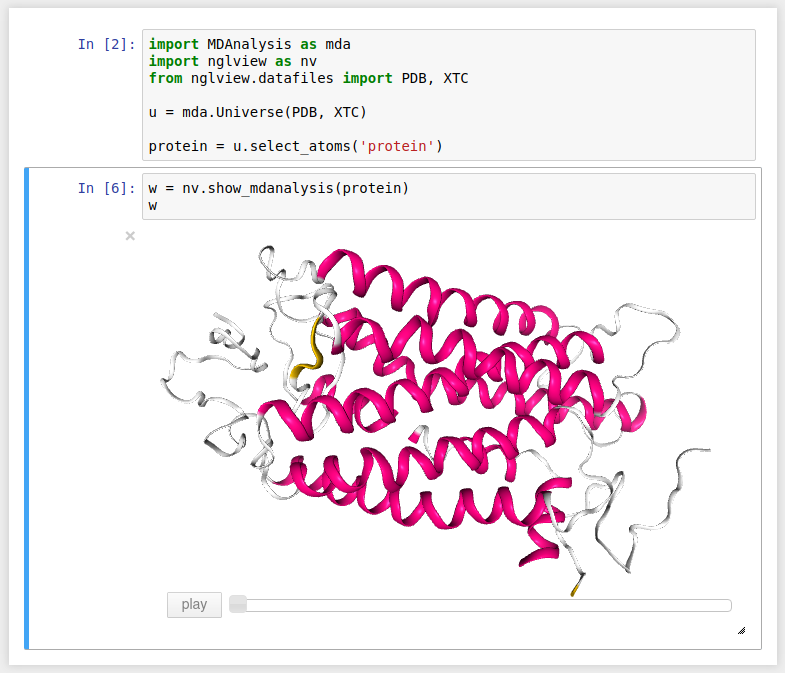 In [2]:
import MDAnalysis as mda
import nglview as nv
from nglview.datafiles import PDB, XTC
u = mda.Universe(PDB, XTC)
protein = u.select_atoms('protein')
In [6]:
w = nv.show_mdanalysis(protein)
w
×
play